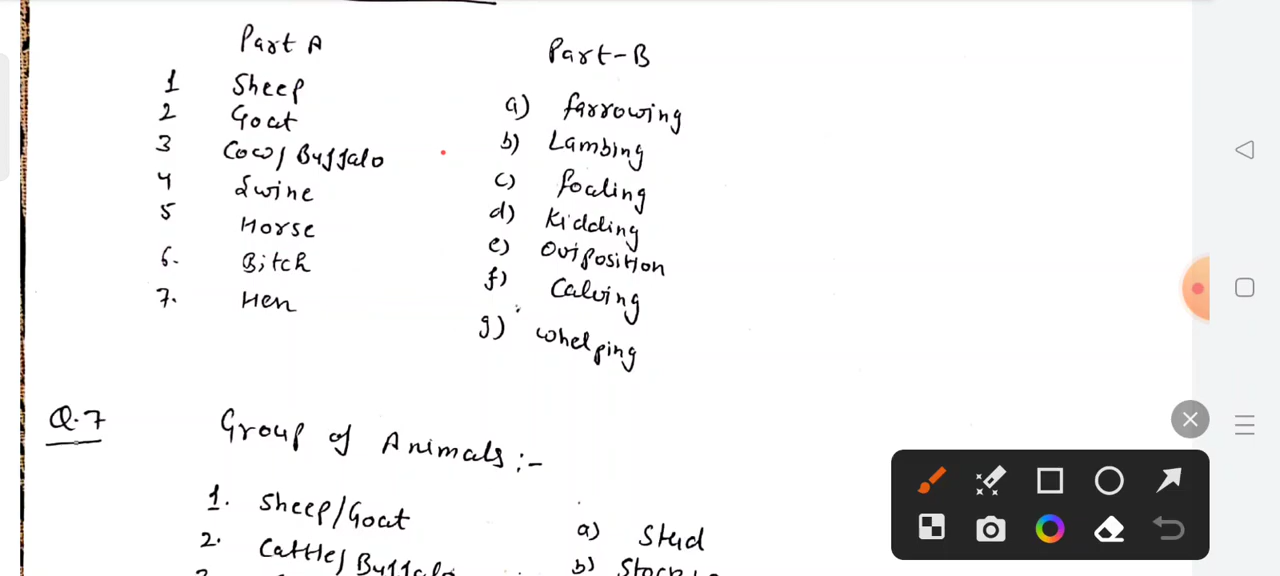 Part A Part-B
1 Sheep a) farrowing
2 Goat b) Lambing
3 Cow/Buffalo c) foaling
4 Swine d) Kidding
5 Horse e) Oviposition
6. Bitch f) Calving
7. Hen g) whelping
Q.7 Group of Animals:-
1. Sheep/Goat a) Stud
2. Cattle/Buffalo b)